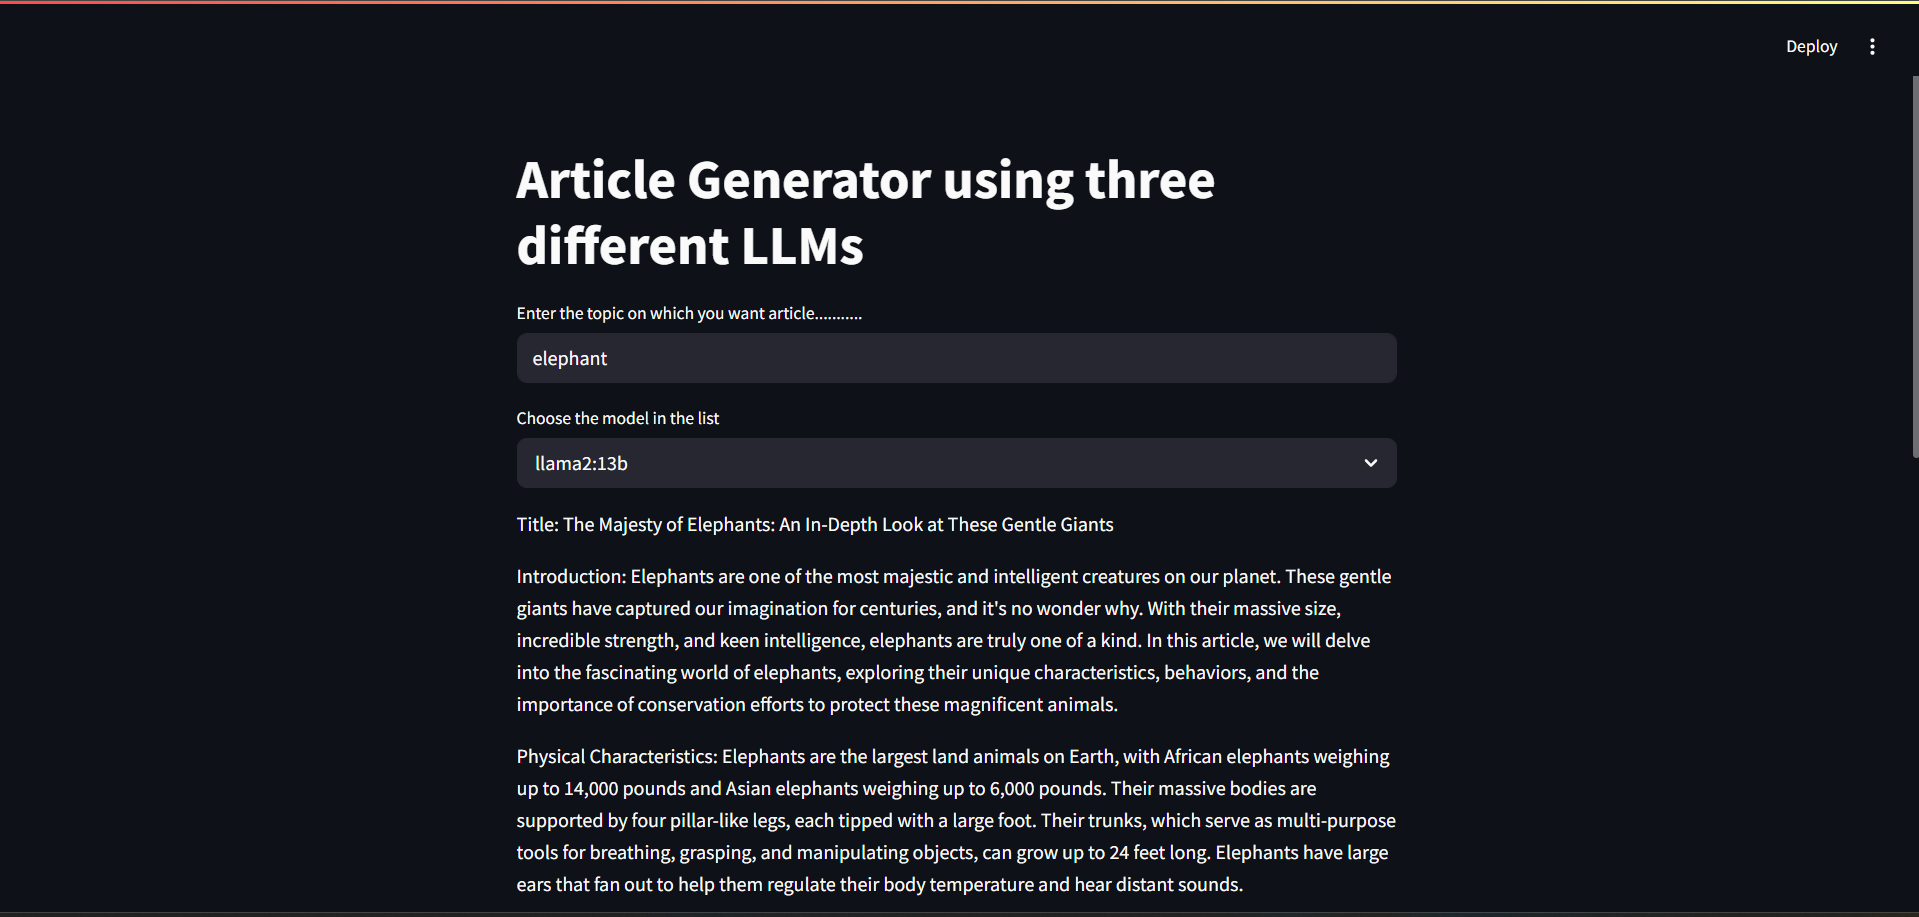 Deploy
Article Generator using three
different LLMs
Enter the topic on which you want article...........
elephant
Choose the model in the list
llama2:13b
Title: The Majesty of Elephants: An In-Depth Look at These Gentle Giants
Introduction: Elephants are one of the most majestic and intelligent creatures on our planet. These gentle
giants have captured our imagination for centuries, and it's no wonder why. With their massive size,
incredible strength, and keen intelligence, elephants are truly one of a kind. In this article, we will delve
into the fascinating world of elephants, exploring their unique characteristics, behaviors, and the
importance of conservation efforts to protect these magnificent animals.
Physical Characteristics: Elephants are the largest land animals on Earth, with African elephants weighing
up to 14,000 pounds and Asian elephants weighing up to 6,000 pounds. Their massive bodies are
supported by four pillar-like legs, each tipped with a large foot. Their trunks, which serve as multi-purpose
tools for breathing, grasping, and manipulating objects, can grow up to 24 feet long. Elephants have large
ears that fan out to help them regulate their body temperature and hear distant sounds.